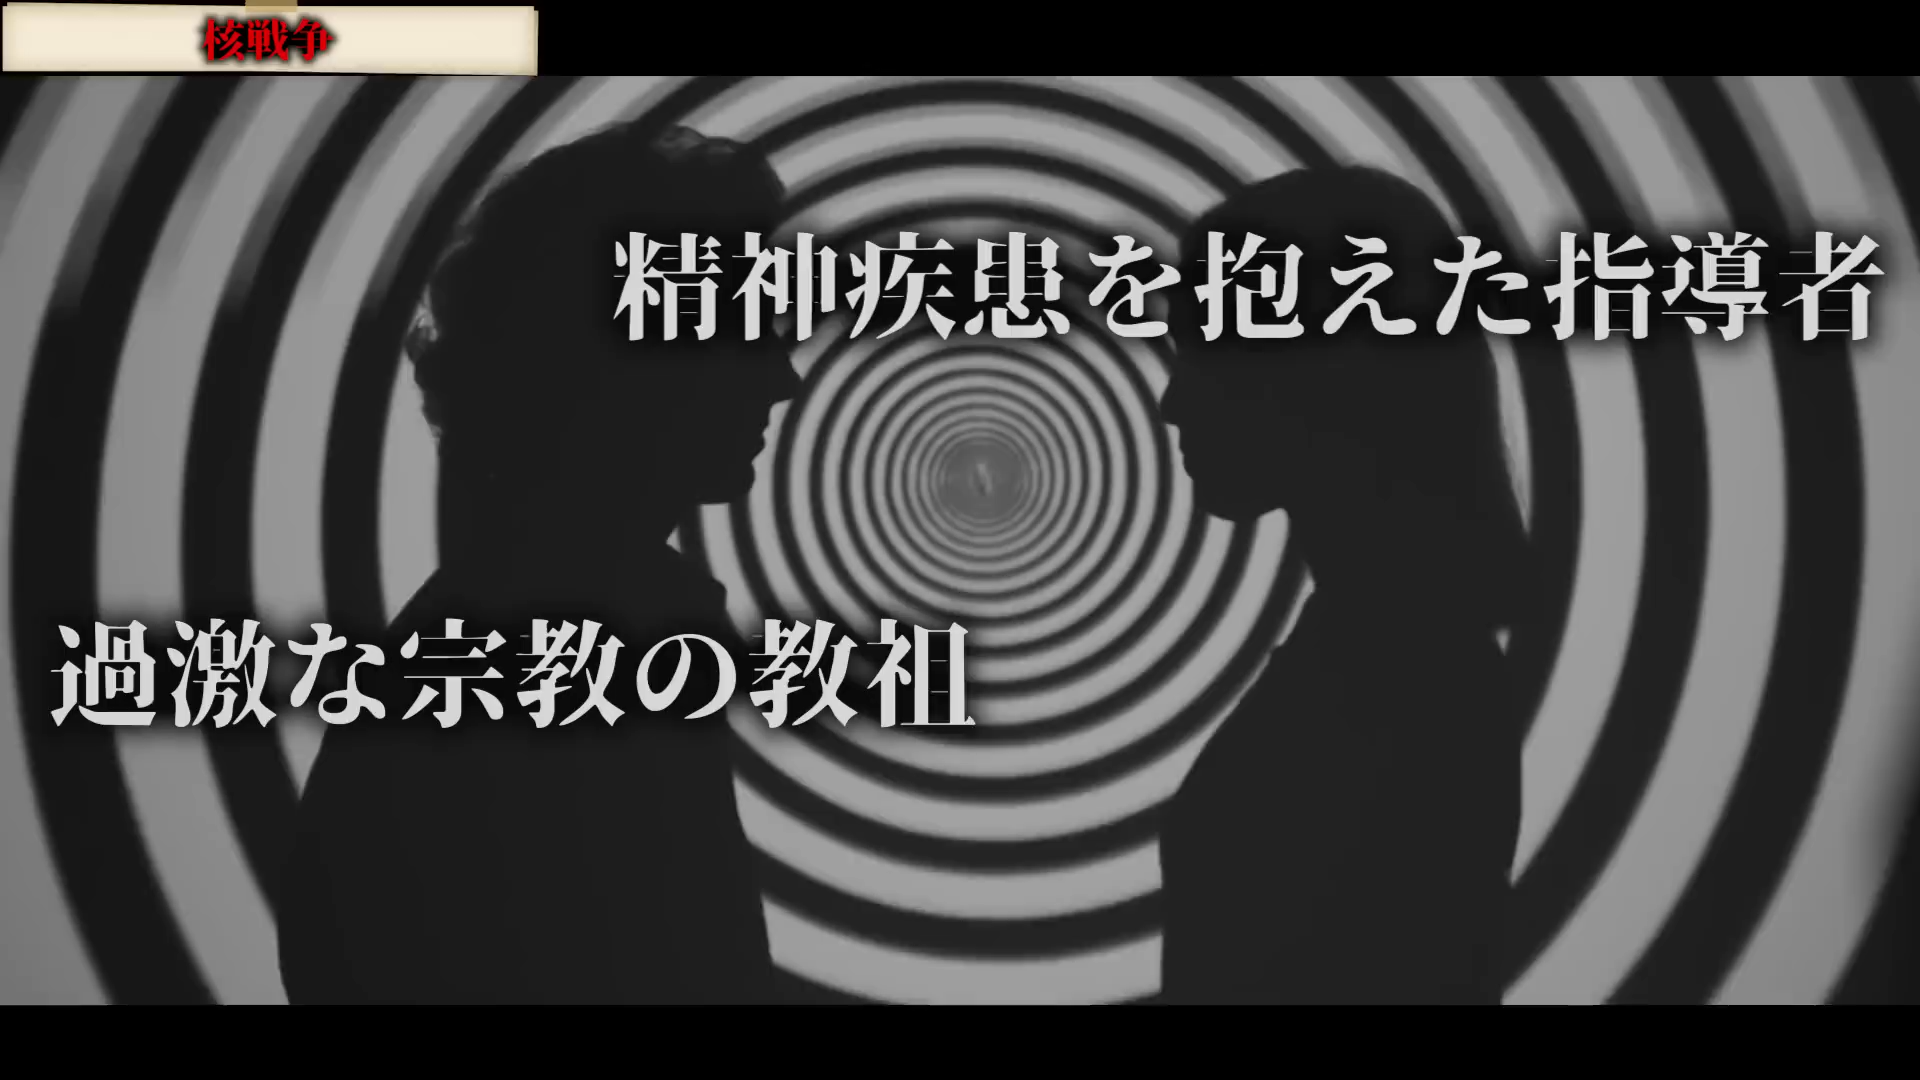 核戦争
精神疾患を抱えた指導者
過激な宗教の教祖